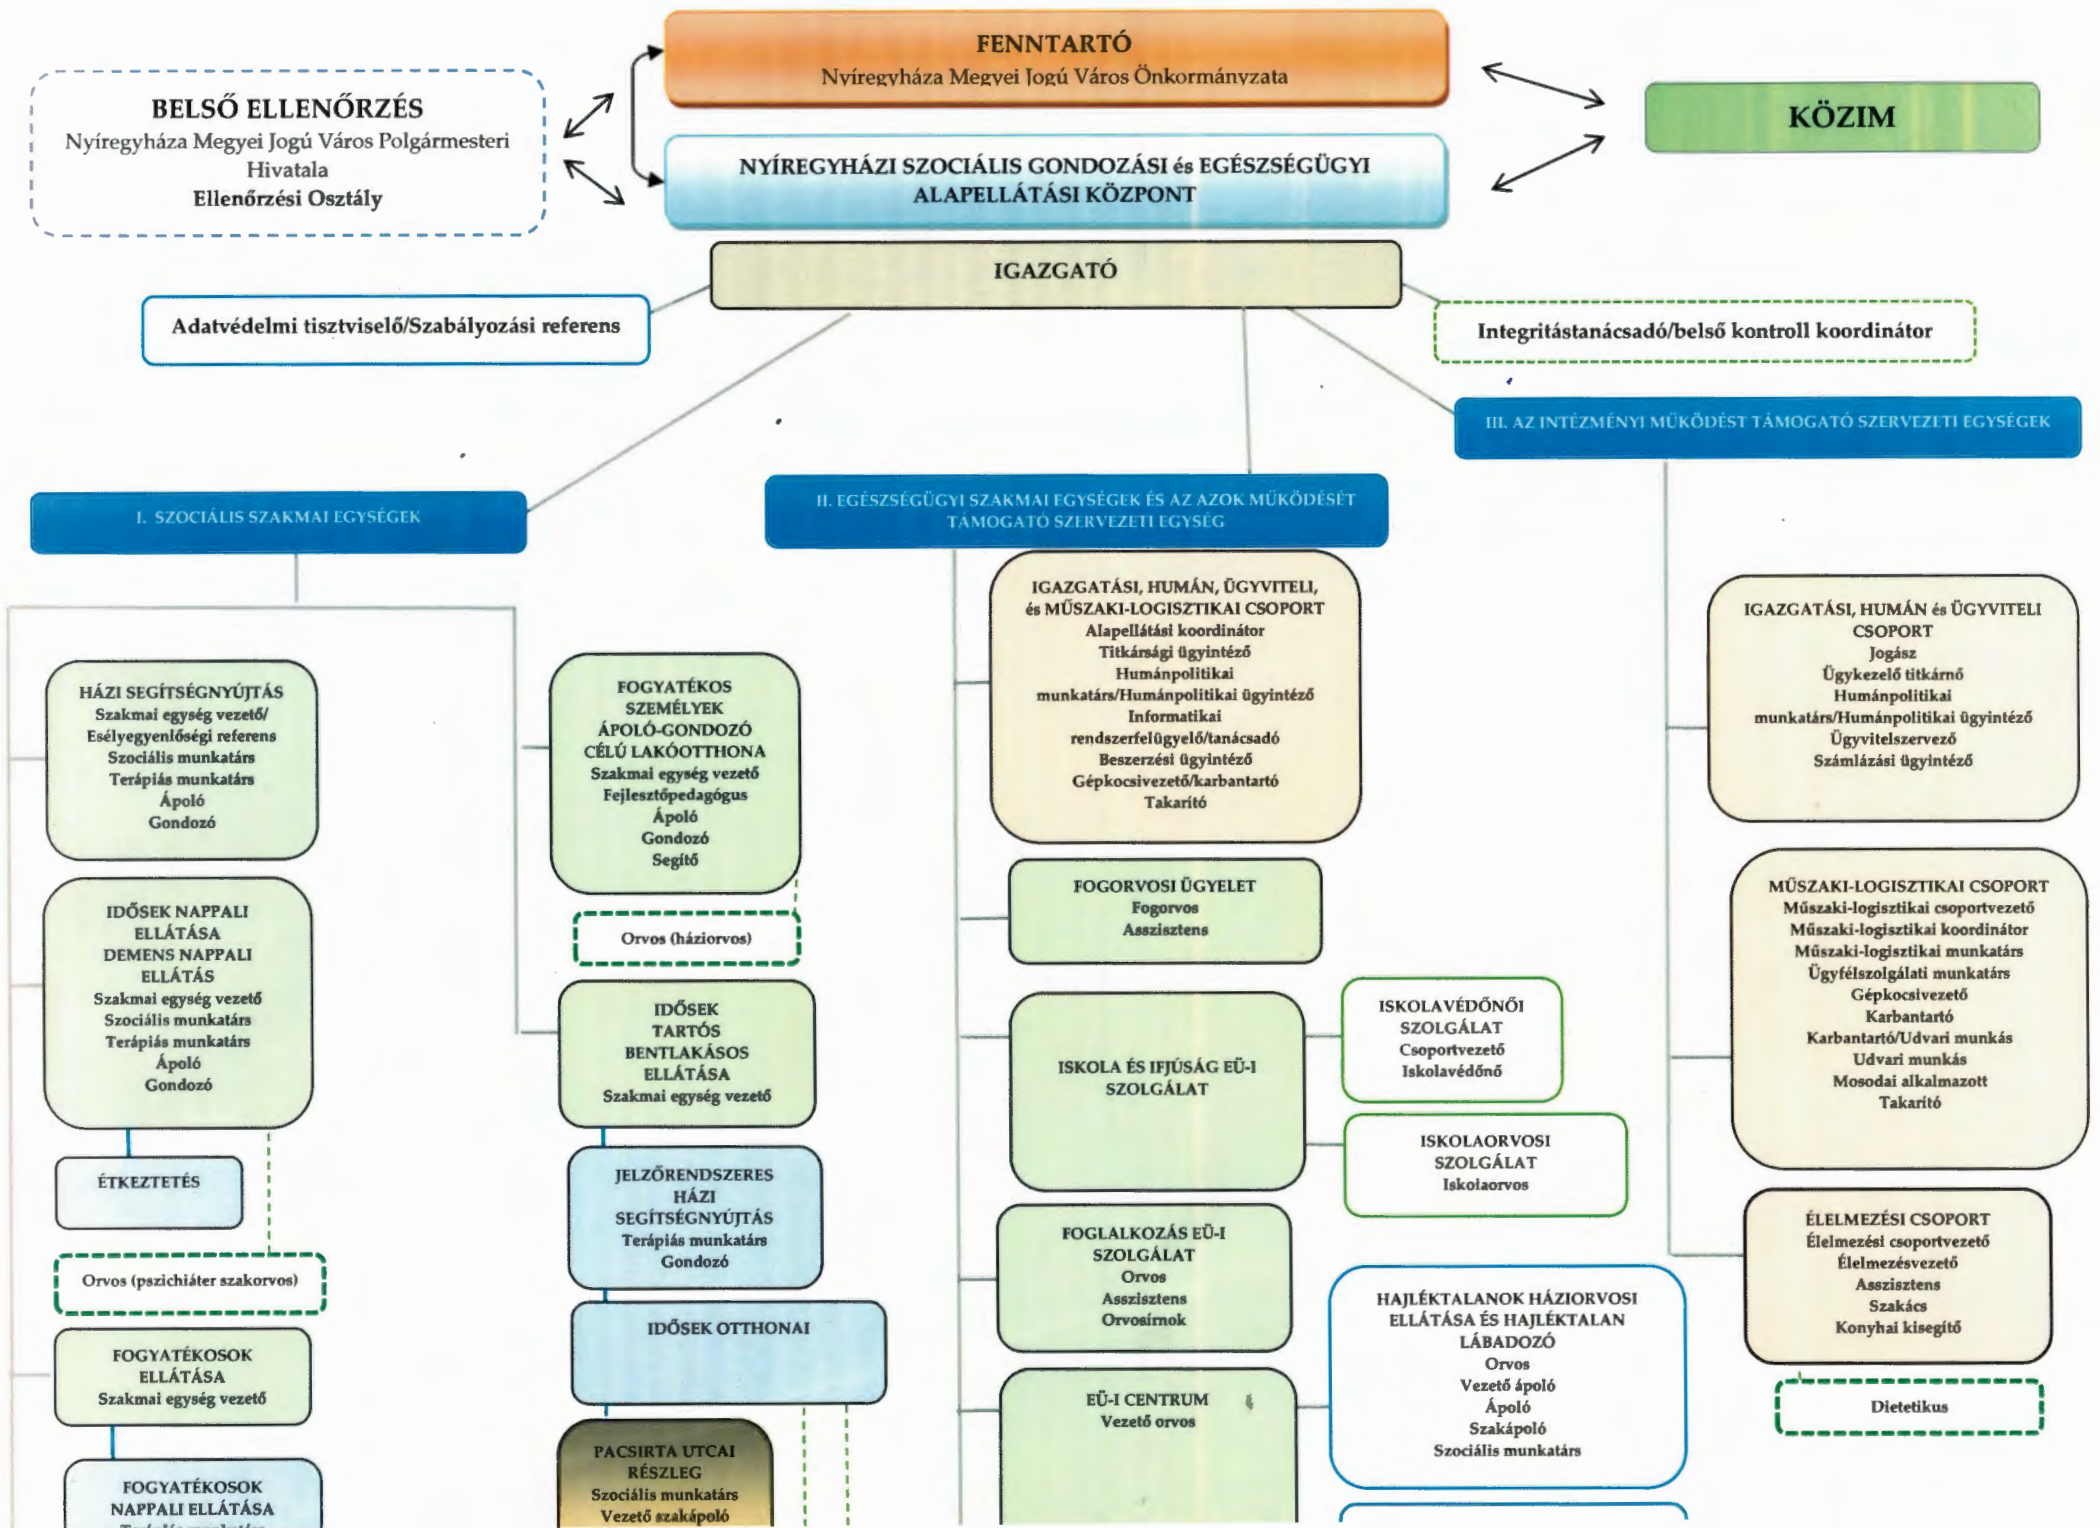 FENNTARTÓ
Nyíregyháza Megyei Jogú Város Önkormányzata
BELSŐ ELLENŐRZÉS
Nyíregyháza Megyei Jogú Város Polgármesteri
Hivatala
Ellenőrzési Osztály
KÖZIM
NYÍREGYHÁZI SZOCIÁLIS GONDOZÁSI és EGÉSZSÉGÜGYI
ALAPELLÁTÁSI KÖZPONT
IGAZGATÓ
Adatvédelmi tisztviselő/Szabályozási referens
Integritástanácsadó/belső kontroll koordinátor
I. SZOCIÁLIS SZAKMAI EGYSÉGEK
II. EGÉSZSÉGÜGYI SZAKMAI EGYSÉGEK ÉS AZ AZOK MŰKÖDÉSÉT
TÁMOGATÓ SZERVEZETI EGYSÉG
III. AZ INTÉZMÉNYI MŰKÖDÉST TÁMOGATÓ SZERVEZETI EGYSÉGEK
HÁZI SEGÍTSÉGNYÚJTÁS
Szakmai egység vezető/
Esélyegyenlőségi referens
Szociális munkatárs
Terápiás munkatárs
Ápoló
Gondozó
IDŐSEK NAPPALI
ELLÁTÁSA
DEMENS NAPPALI
ELLÁTÁS
Szakmai egység vezető
Szociális munkatárs
Terápiás munkatárs
Ápoló
Gondozó
ÉTKEZTETÉS
Orvos (pszichiáter szakorvos)
FOGYATÉKOSOK
ELLÁTÁSA
Szakmai egység vezető
FOGYATÉKOSOK
NAPPALI ELLÁTÁSA
FOGYATÉKOS
SZEMÉLYEK
ÁPOLÓ-GONDOZÓ
CÉLÚ LAKÓOTTHONA
Szakmai egység vezető
Fejlesztőpedagógus
Ápoló
Gondozó
Segítő
Orvos (háziorvos)
IDŐSEK
TARTÓS
BENTLAKÁSOS
ELLÁTÁSA
Szakmai egység vezető
JELZŐRENDSZERES
HÁZI
SEGÍTSÉGNYÚJTÁS
Terápiás munkatárs
Gondozó
IDŐSEK OTTHONAI
PACSIRTA UTCAI
RÉSZLEG
Szociális munkatárs
Vezető szakápoló
IGAZGATÁSI, HUMÁN, ÜGYVITELI,
és MŰSZAKI-LOGISZTIKAI CSOPORT
Alapellátási koordinátor
Titkársági ügyintéző
Humánpolitikai
munkatárs/Humánpolitikai ügyintéző
Informatikai
rendszerfelügyelő/tanácsadó
Beszerzési ügyintéző
Gépkocsivezető/karbantartó
Takarító
FOGORVOSI ÜGYELET
Fogorvos
Asszisztens
ISKOLA ÉS IFJÚSÁG EÜ-I
SZOLGÁLAT
ISKOLAVÉDŐNŐI
SZOLGÁLAT
Csoportvezető
Iskolavédőnő
ISKOLAORVOSI
SZOLGÁLAT
Iskolaorvos
FOGLALKOZÁS EÜ-I
SZOLGÁLAT
Orvos
Asszisztens
Orvosírnok
EÜ-I CENTRUM
Vezető orvos
HAJLÉKTALANOK HÁZIORVOSI
ELLÁTÁSA ÉS HAJLÉKTALAN
LÁBADOZÓ
Orvos
Vezető ápoló
Ápoló
Szakápoló
Szociális munkatárs
IGAZGATÁSI, HUMÁN és ÜGYVITELI
CSOPORT
Jogász
Ügykezelő titkárnő
Humánpolitikai
munkatárs/Humánpolitikai ügyintéző
Ügyvitelszervező
Számlázási ügyintéző
MŰSZAKI-LOGISZTIKAI CSOPORT
Műszaki-logisztikai csoportvezető
Műszaki-logisztikai koordinátor
Műszaki-logisztikai munkatárs
Ügyfélszolgálati munkatárs
Gépkocsivezető
Karbantartó
Karbantartó/Udvari munkás
Udvari munkás
Mosodai alkalmazott
Takarító
ÉLELMEZÉSI CSOPORT
Élelmezési csoportvezető
Élelmezésvezető
Asszisztens
Szakács
Konyhai kisegítő
Dietetikus